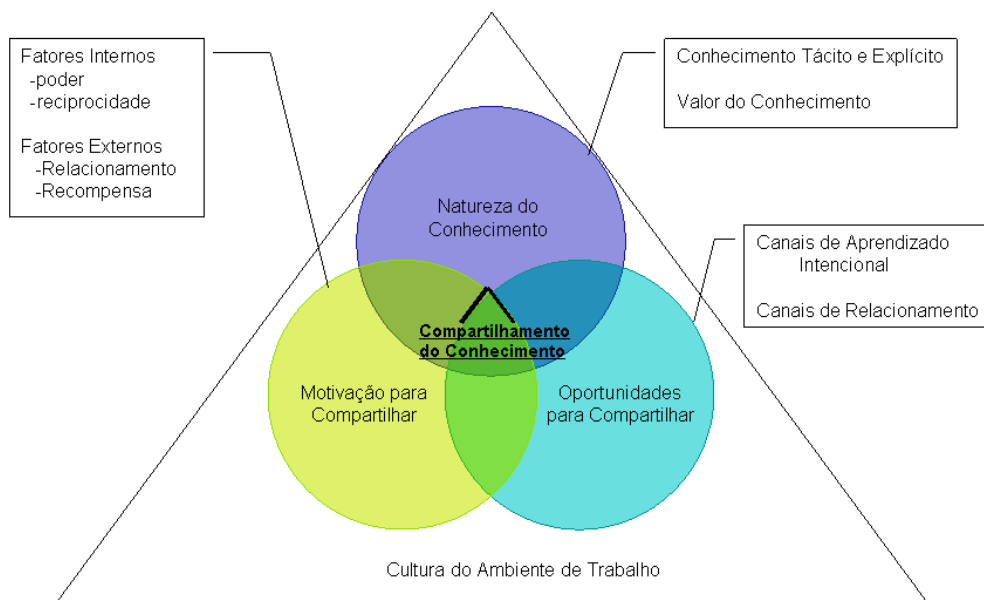 Fatores Internos
-poder
-reciprocidade
Fatores Externos
-Relacionamento
-Recompensa
Conhecimento Tácito e Explícito
Valor do Conhecimento
Natureza do
Conhecimento
Canais de Aprendizado
Intencional
Canais de Relacionamento
Compartilhamento
do Conhecimento
Motivação para
Compartilhar
Oportunidades
para Compartilhar
Cultura do Ambiente de Trabalho